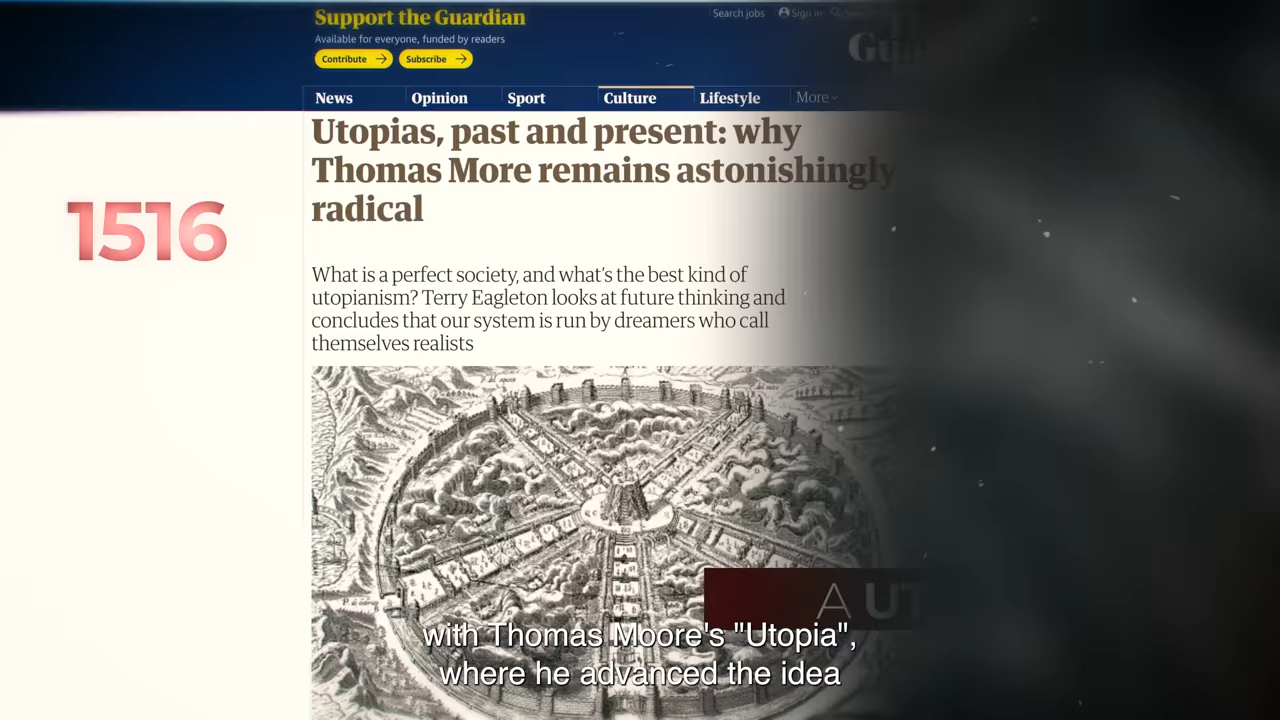 Support the Guardian
Available for everyone, funded by readers
Contribute →
Subscribe →
Search jobs
Sign in
News
Opinion
Sport
Culture
Lifestyle
More
1516
Utopias, past and present: why
Thomas More remains astonishingly
radical
What is a perfect society, and what's the best kind of
utopianism? Terry Eagleton looks at future thinking and
concludes that our system is run by dreamers who call
themselves realists
A UT
with Thomas Moore's "Utopia",
where he advanced the idea